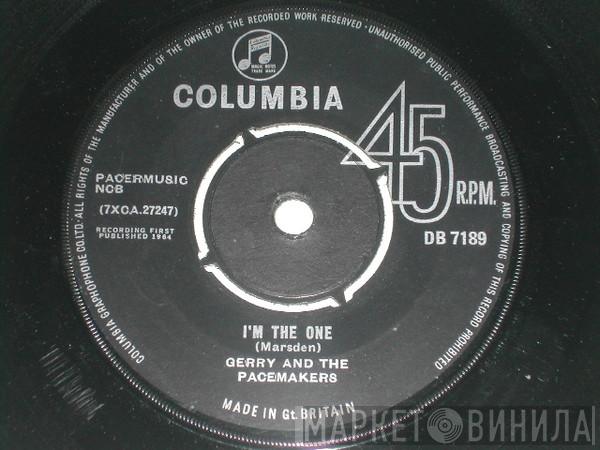 COLUMBIA GRAPHOPHONE CO.LTD. ALL RIGHTS OF THE MANUFACTURER AND OF THE OWNER OF THE RECORDED WORK RESERVED · UNAUTHORISED PUBLIC PERFORMANCE BROADCASTING AND COPYING OF THIS RECORD PROHIBITED
MAGIC NOTES
TRADE MARK
COLUMBIA
45 R.P.M.
PACERMUSIC
NCB
(7XCA.27247)
RECORDING FIRST
PUBLISHED 1964
DB 7189
I'M THE ONE
(Marsden)
GERRY AND THE
PACEMAKERS
MADE IN Gt. BRITAIN
МАРКЕТ ВИНИЛА